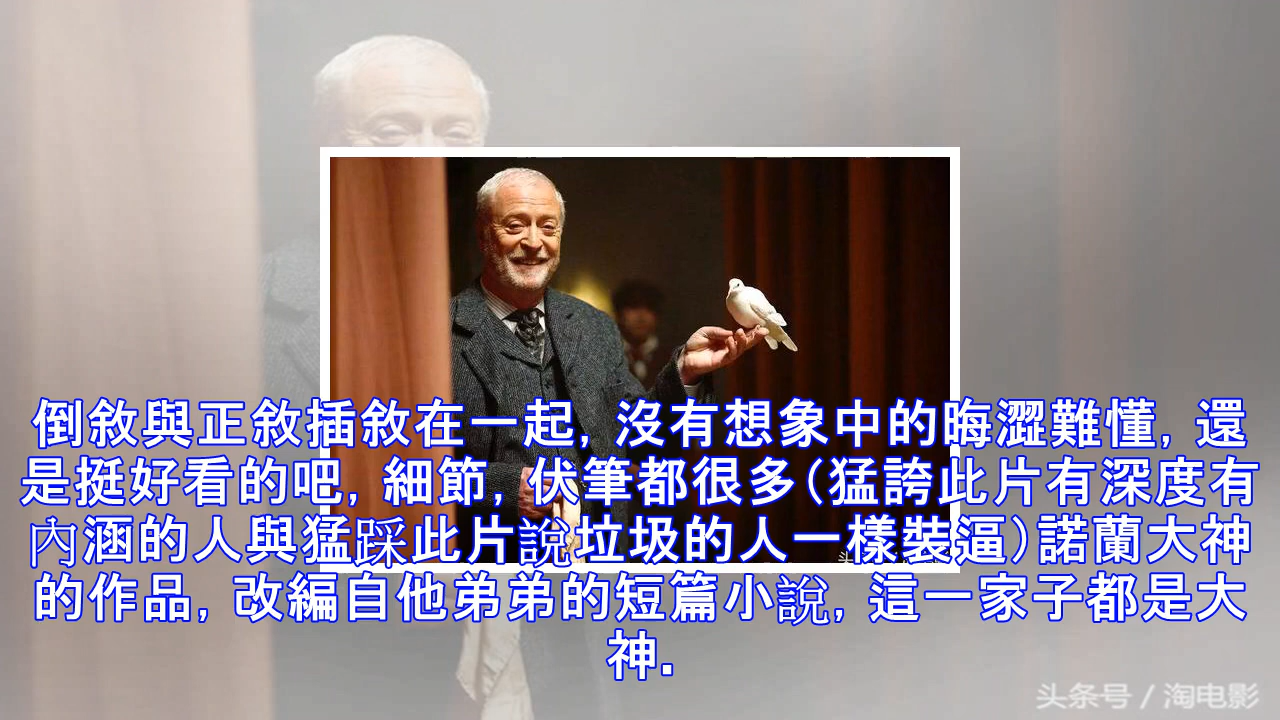 倒敘與正敘插敘在一起, 沒有想象中的晦澀難懂, 還
是挺好看的吧, 細節, 伏筆都很多(猛誇此片有深度有
內涵的人與猛踩此片說垃圾的人一樣裝逼)諾蘭大神
的作品, 改編自他弟弟的短篇小說, 這一家子都是大
神.
头条号 / 淘电影